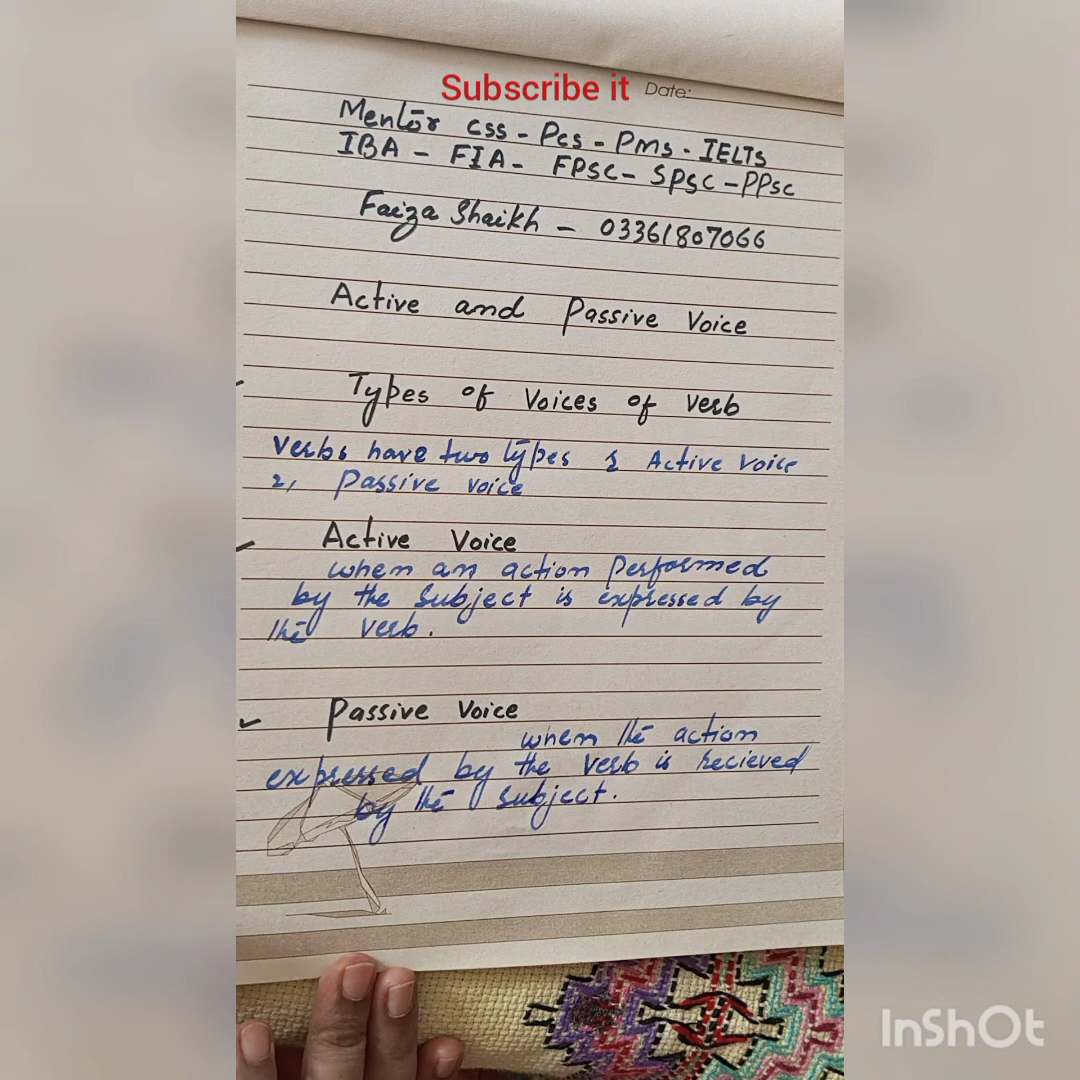 Subscribe it
Date:
Mentor CSS - PCS - PMS - IELTS
IBA - FIA - FPSC - SPSC - PPSC
Faiza Shaikh - 03361807066
Active and Passive Voice
Types of Voices of verb
Verbs have two types 1, Active voice
2, Passive voice
Active Voice
when an action performed
by the subject is expressed by
the verb.
Passive Voice
when the action
expressed by the verb is recieved
by the subject.
InShOt